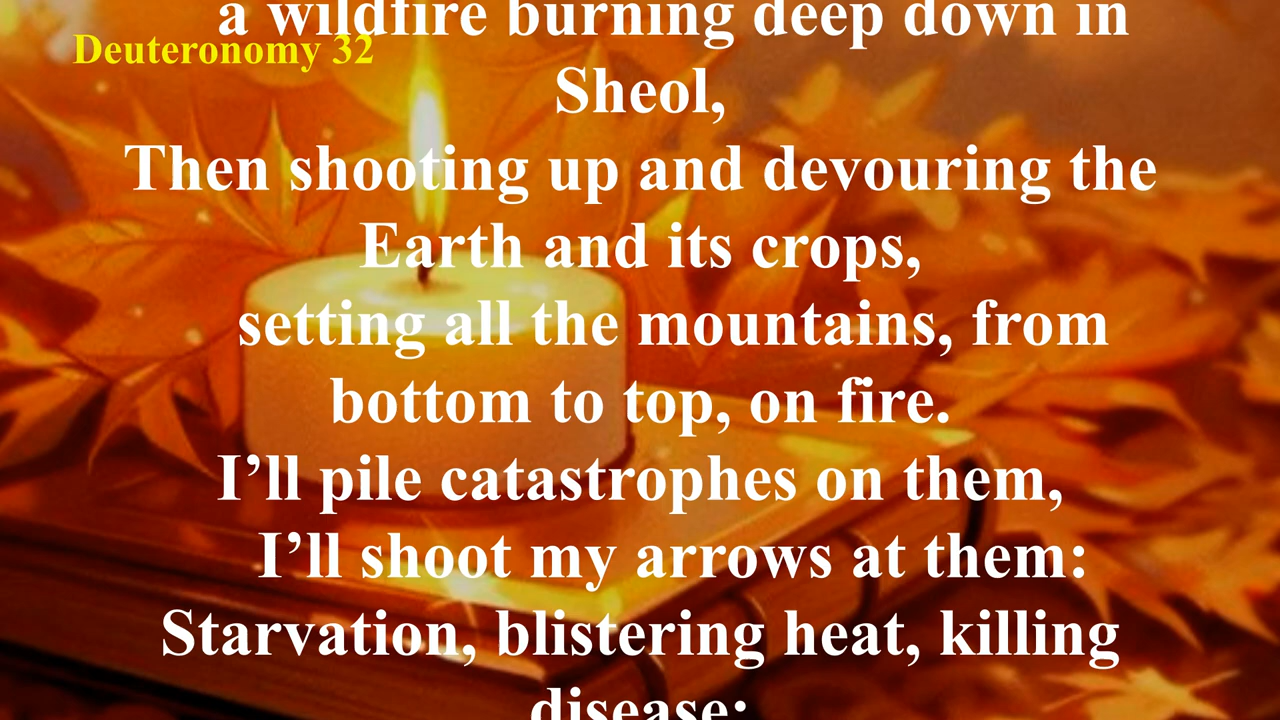 a wildfire burning deep down in
Deuteronomy 32
Sheol,
Then shooting up and devouring the
Earth and its crops,
setting all the mountains, from
bottom to top, on fire.
I’ll pile catastrophes on them,
I’ll shoot my arrows at them:
Starvation, blistering heat, killing
disease;